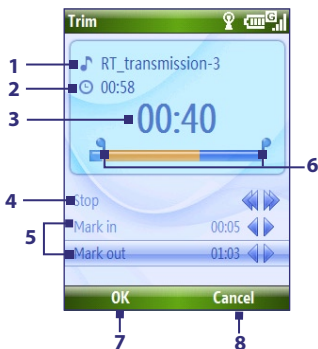 Trim
G
1
RT_transmission-3
2
00:58
3
00:40
6
4
Stop
5
Mark in 00:05
Mark out 01:03
OK Cancel
7 8